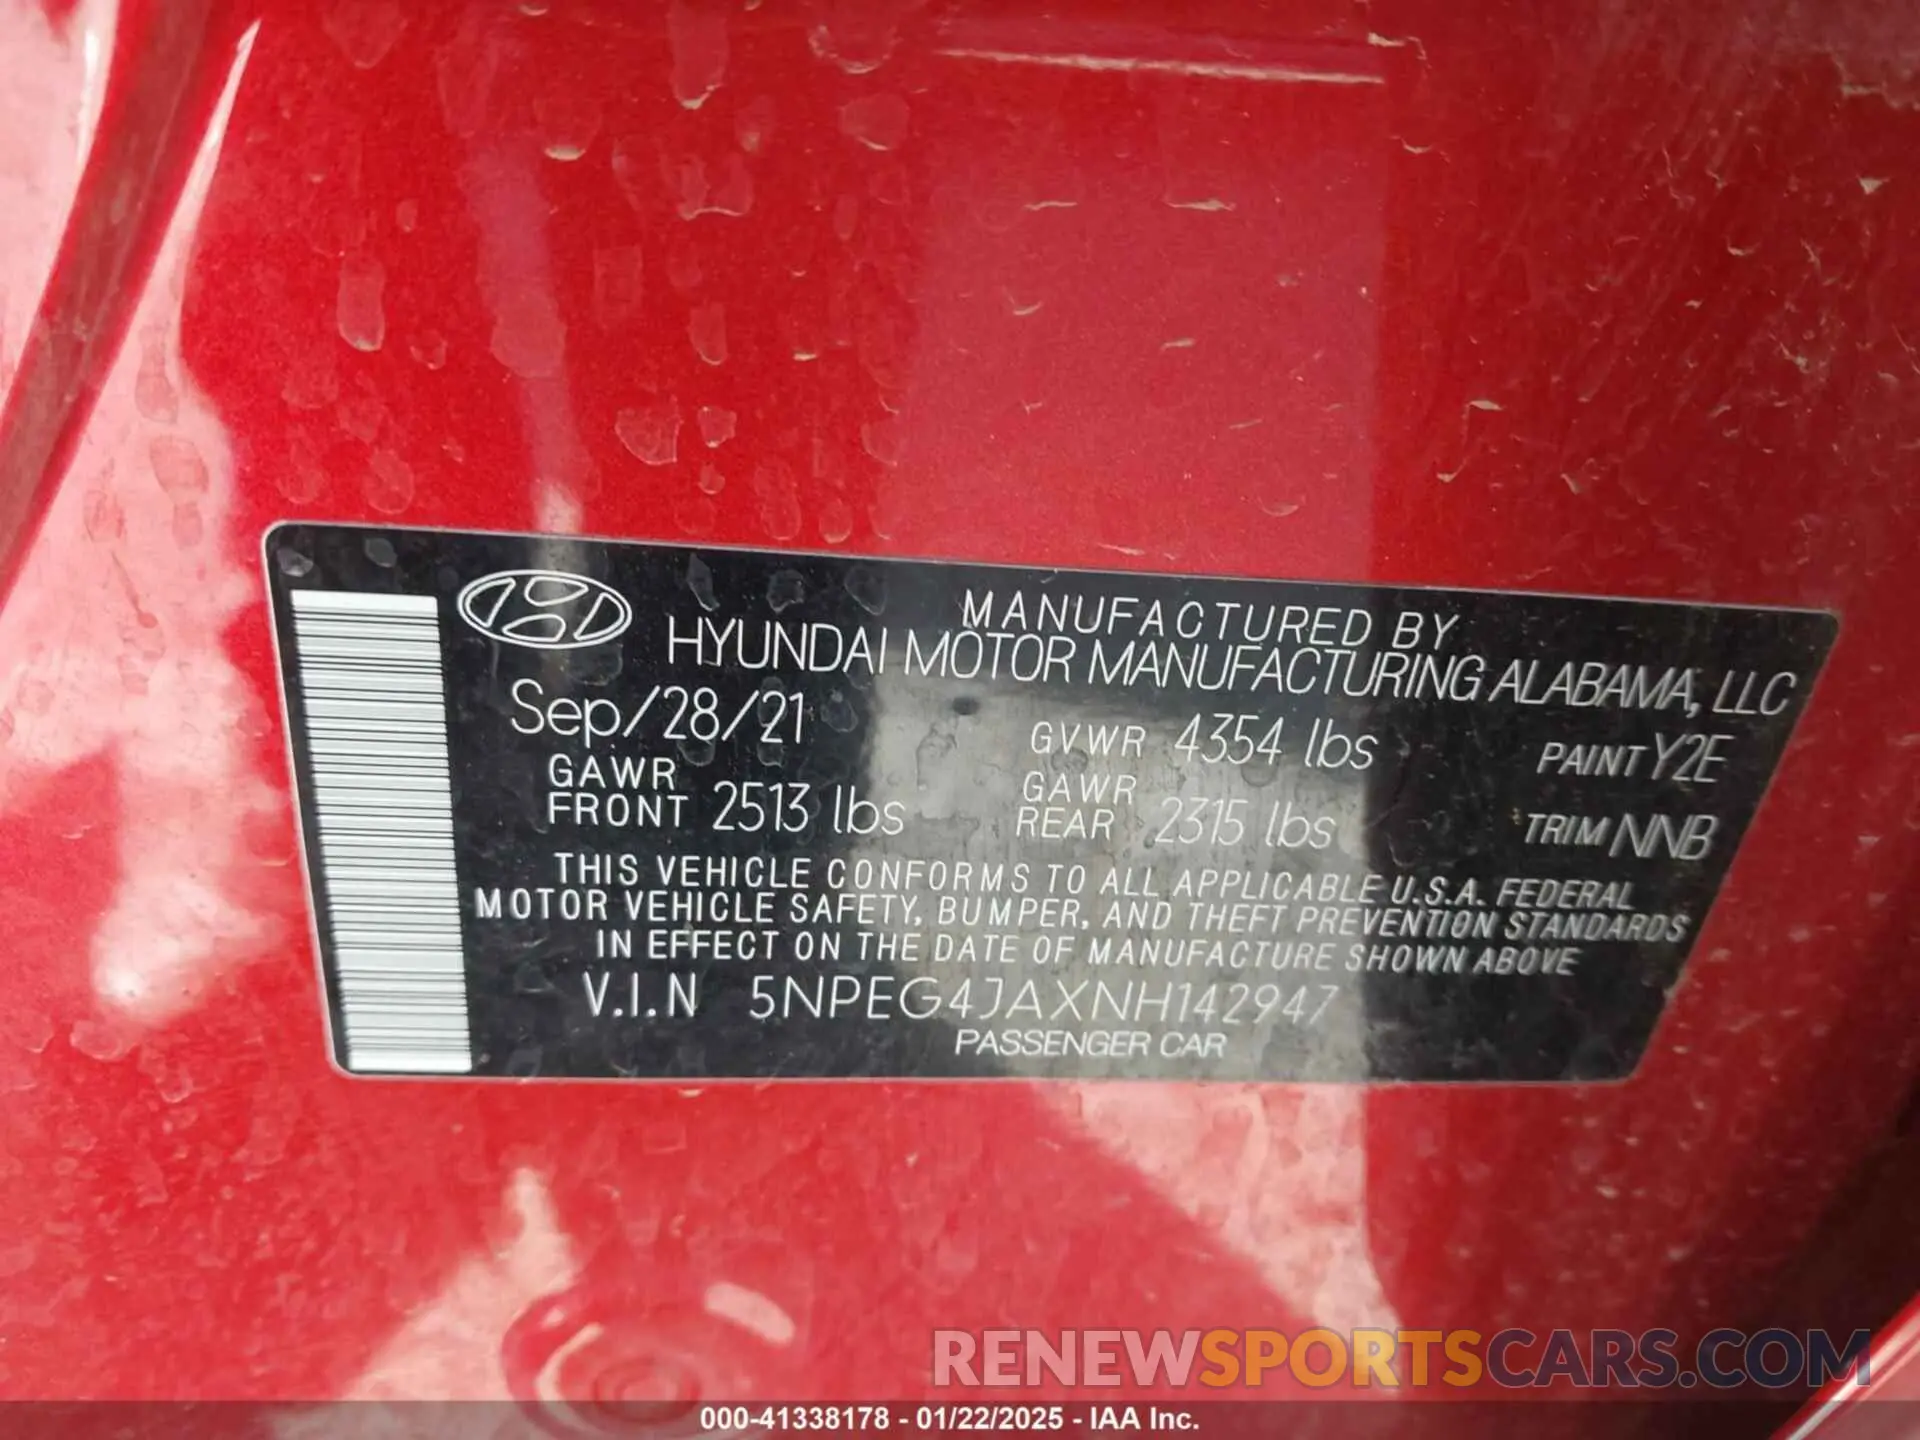 MANUFACTURED BY
HYUNDAI MOTOR MANUFACTURING ALABAMA, LLC
Sep/28/21 GVWR 4354 lbs PAINT Y2E
GAWR FRONT 2513 lbs GAWR REAR 2315 lbs TRIM NNB
THIS VEHICLE CONFORMS TO ALL APPLICABLE U.S.A. FEDERAL
MOTOR VEHICLE SAFETY, BUMPER, AND THEFT PREVENTION STANDARDS
IN EFFECT ON THE DATE OF MANUFACTURE SHOWN ABOVE
V.I.N 5NPEG4JAXNH142947
PASSENGER CAR
RENEWSPORTSCARS.COM
000-41338178 - 01/22/2025 - IAA Inc.